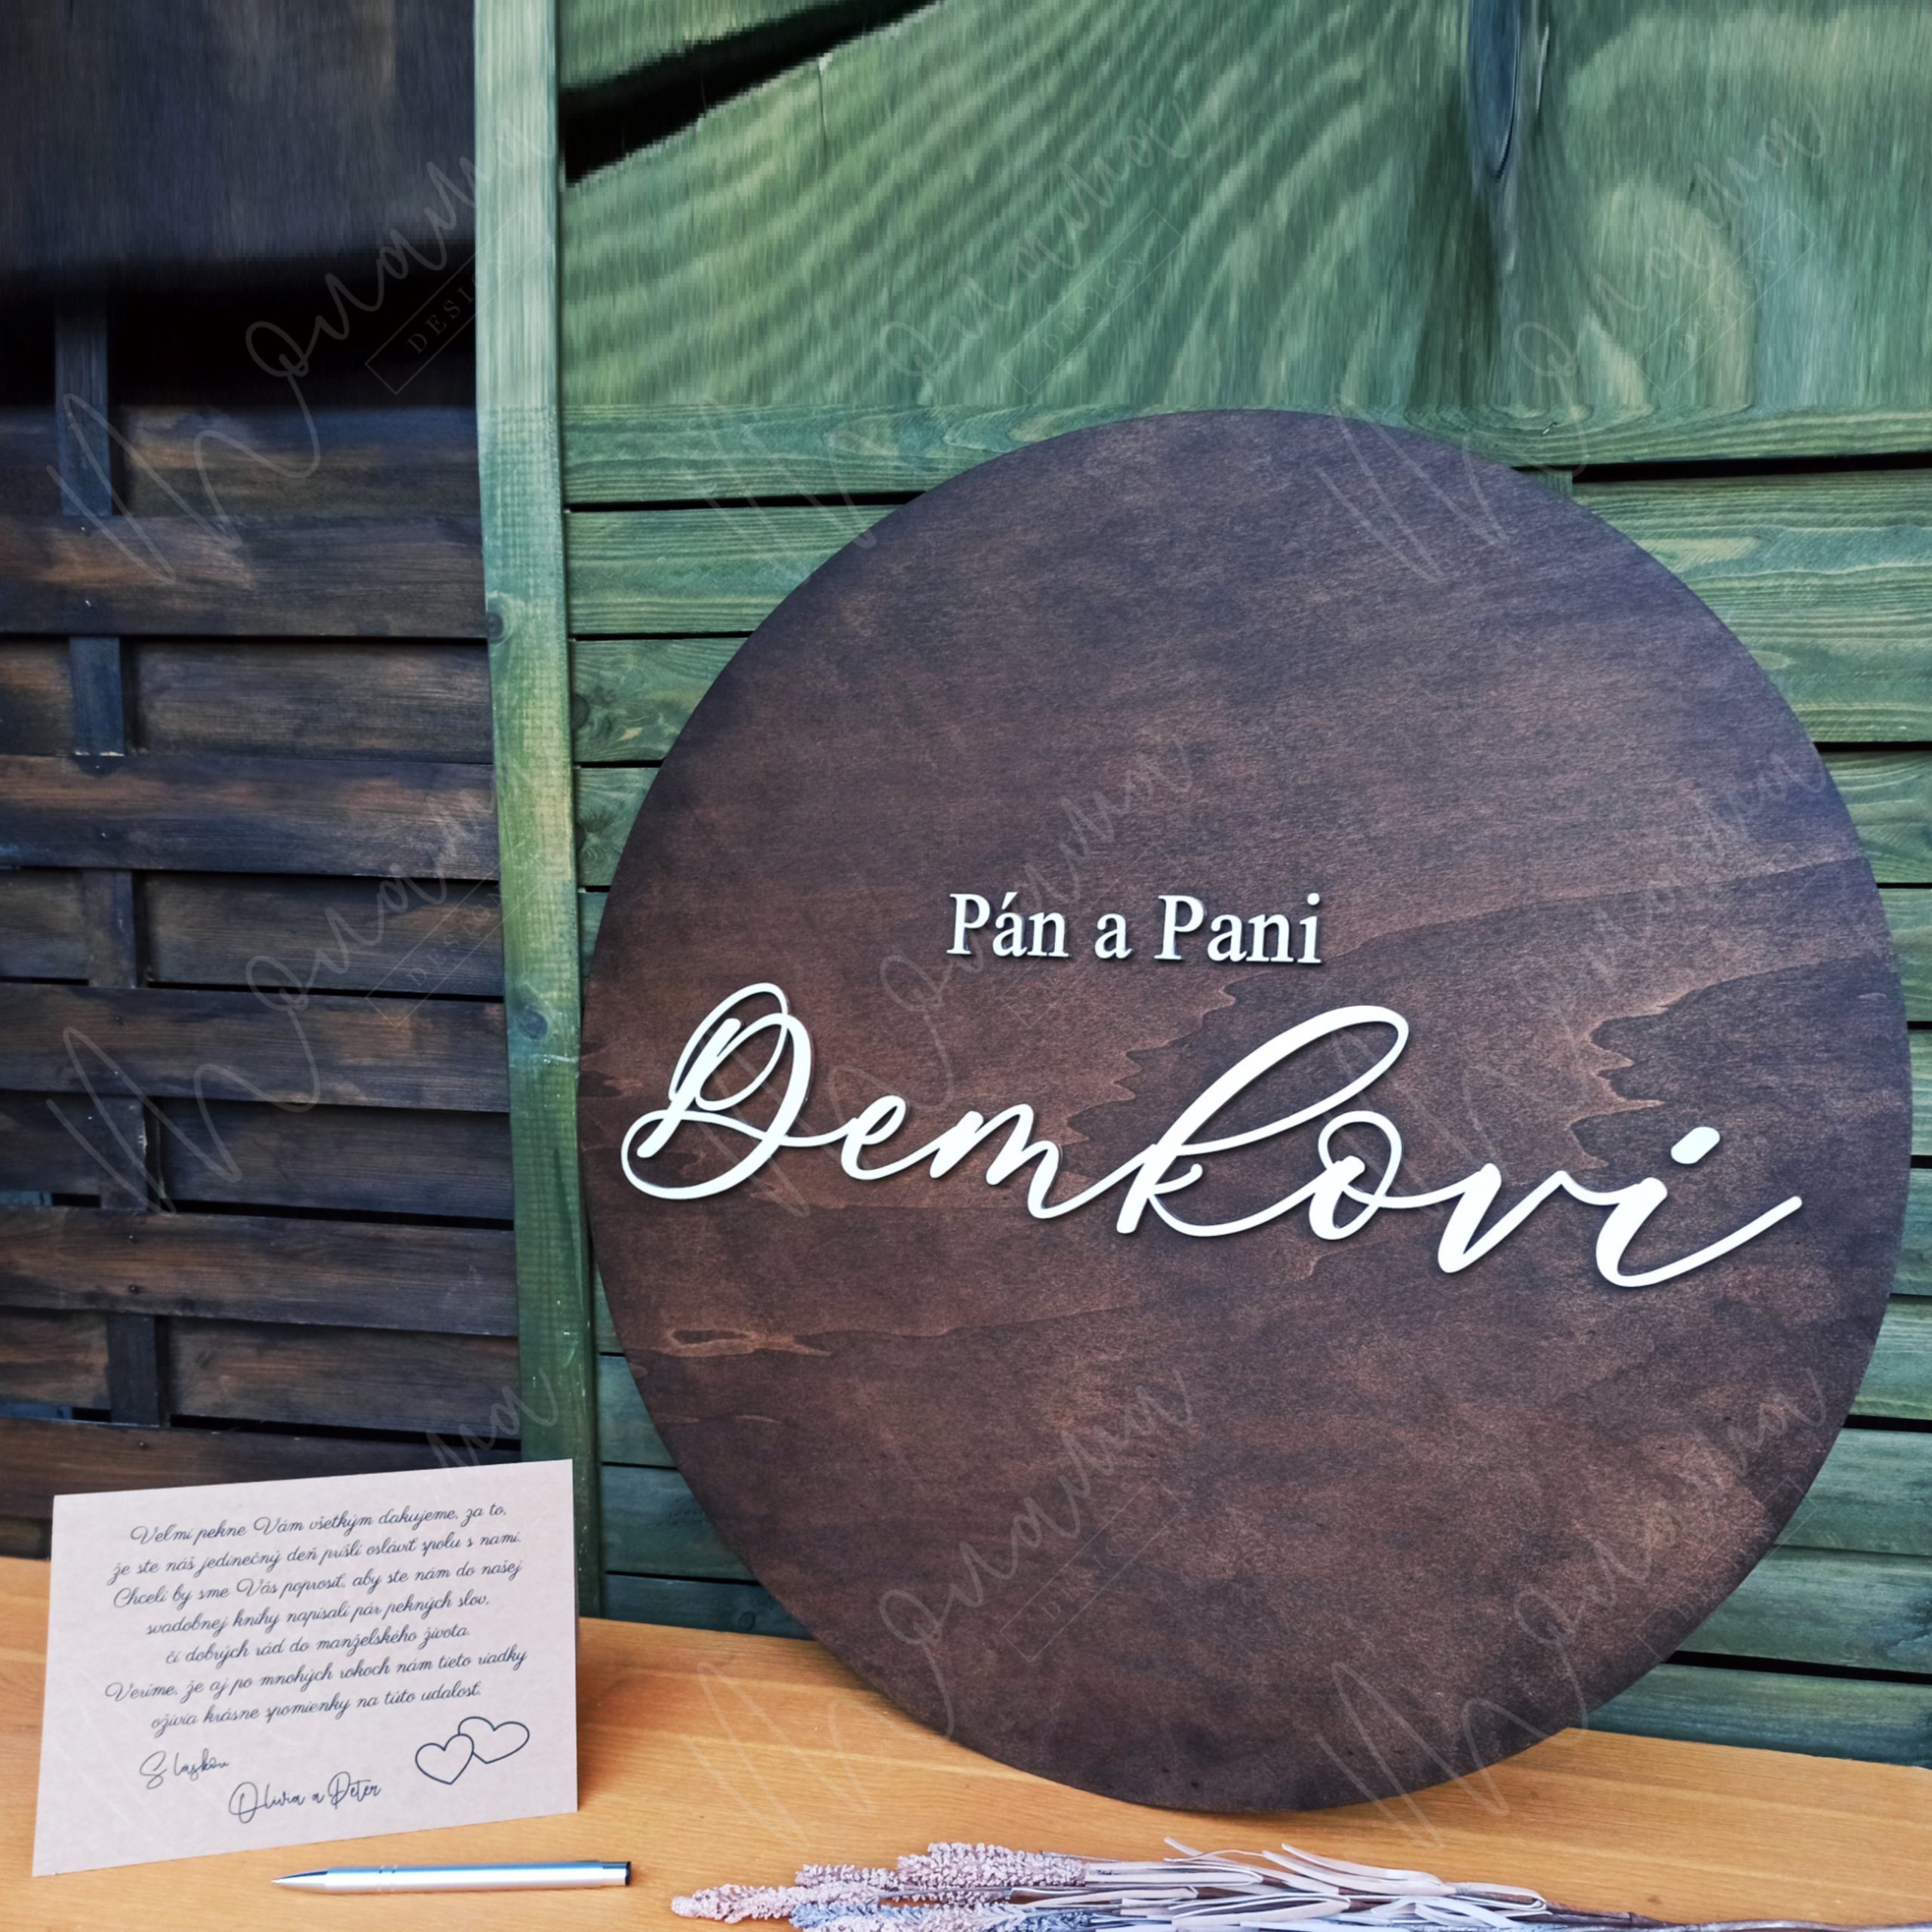 Pán a Pani
Demkovi
Veľmi pekne Vám všetkým ďakujeme, za to,
že ste náš jedinečný deň prišli osláviť spolu s nami.
Chceli by sme Vás poprosiť, aby ste nám do našej
svadobnej knihy napísali pár pekných slov,
či dobrých rád do manželského života.
Veríme, že aj po mnohých rokoch nám tieto riadky
oživia krásne spomienky na túto udalosť.
S láskou
Olívia a Peter
DESIGN